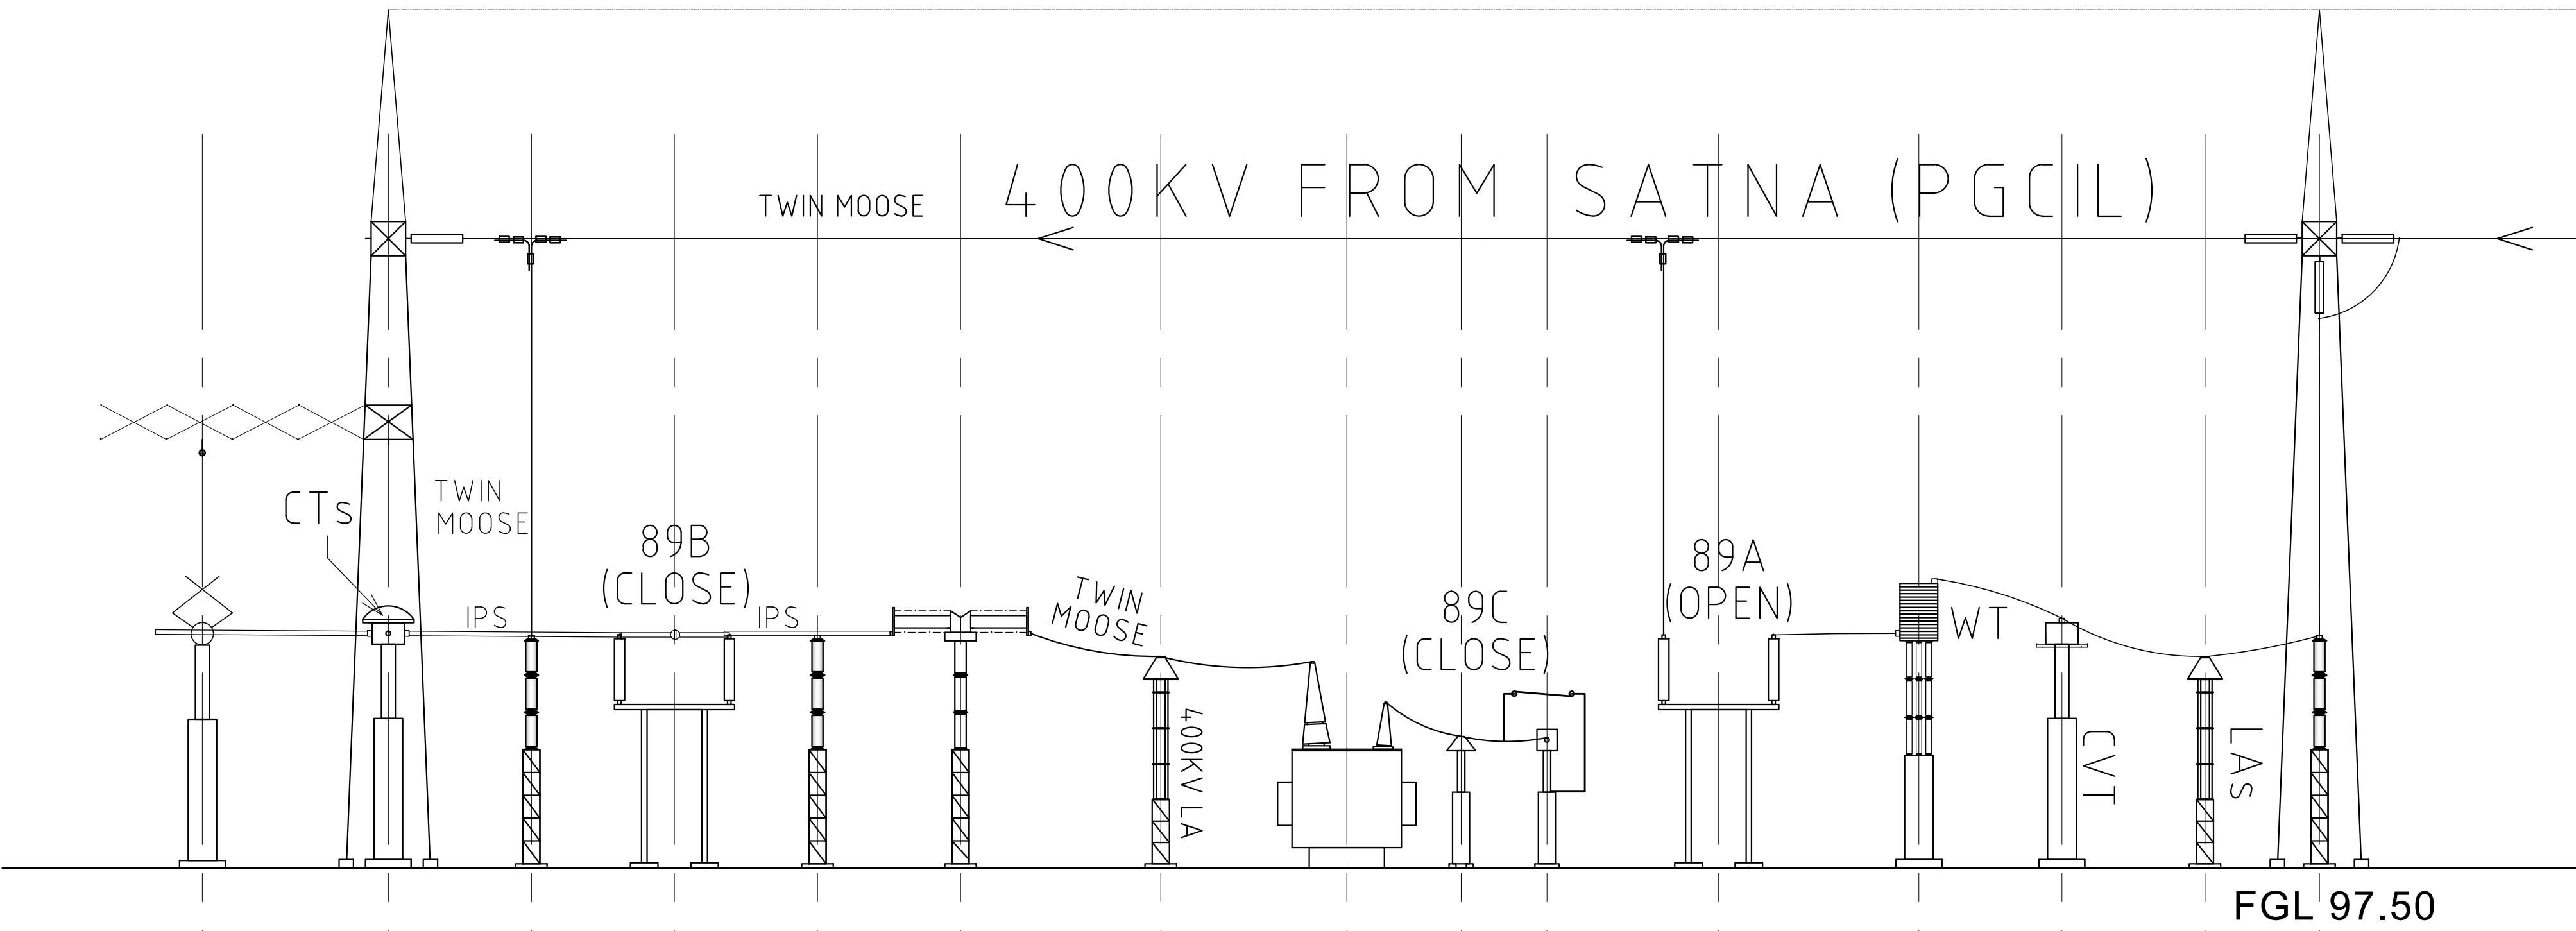 400KV FROM SATNA (PGCIL)
TWIN MOOSE
CTs
TWIN
MOOSE
IPS
89B
(CLOSE)
IPS
TWIN
MOOSE
400KV LA
89C
(CLOSE)
89A
(OPEN)
WT
CVT
LAs
FGL 97.50